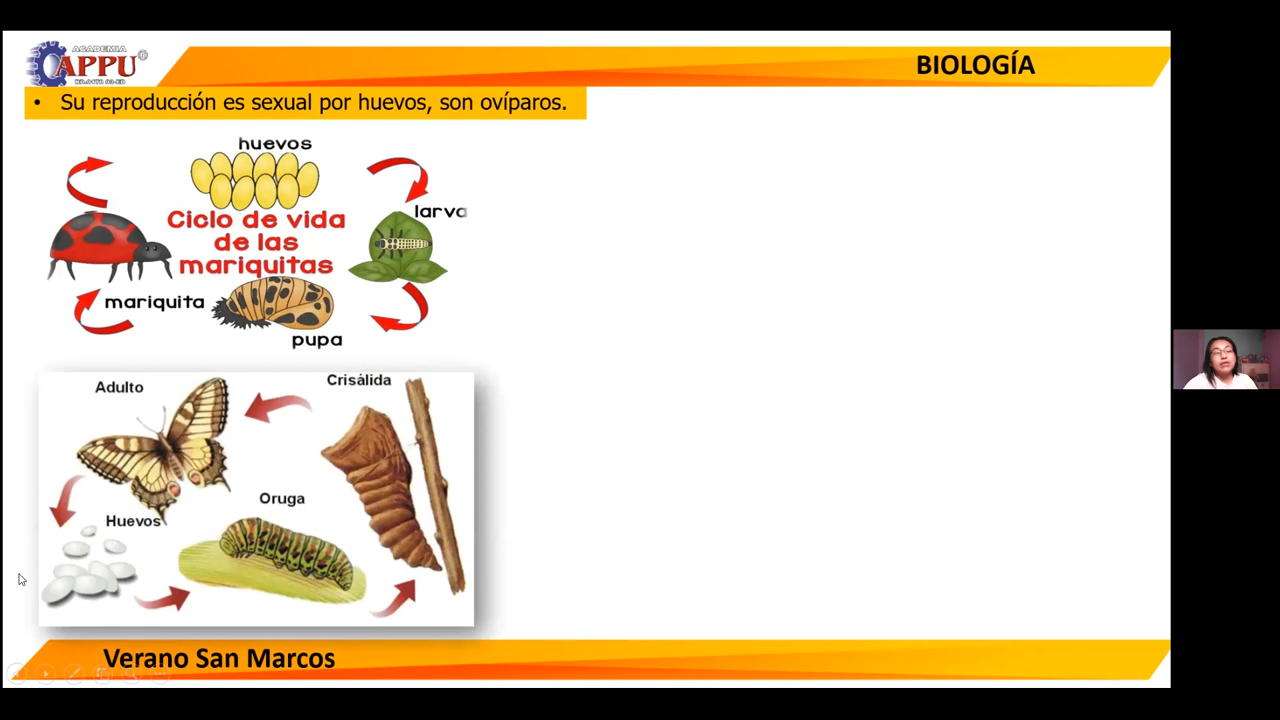 ACADEMIA
APPU
BIOLOGÍA
• Su reproducción es sexual por huevos, son ovíparos.
huevos
larva
Ciclo de vida
de las
mariquitas
mariquita
pupa
Adulto
Crisálida
Oruga
Huevos
Verano San Marcos